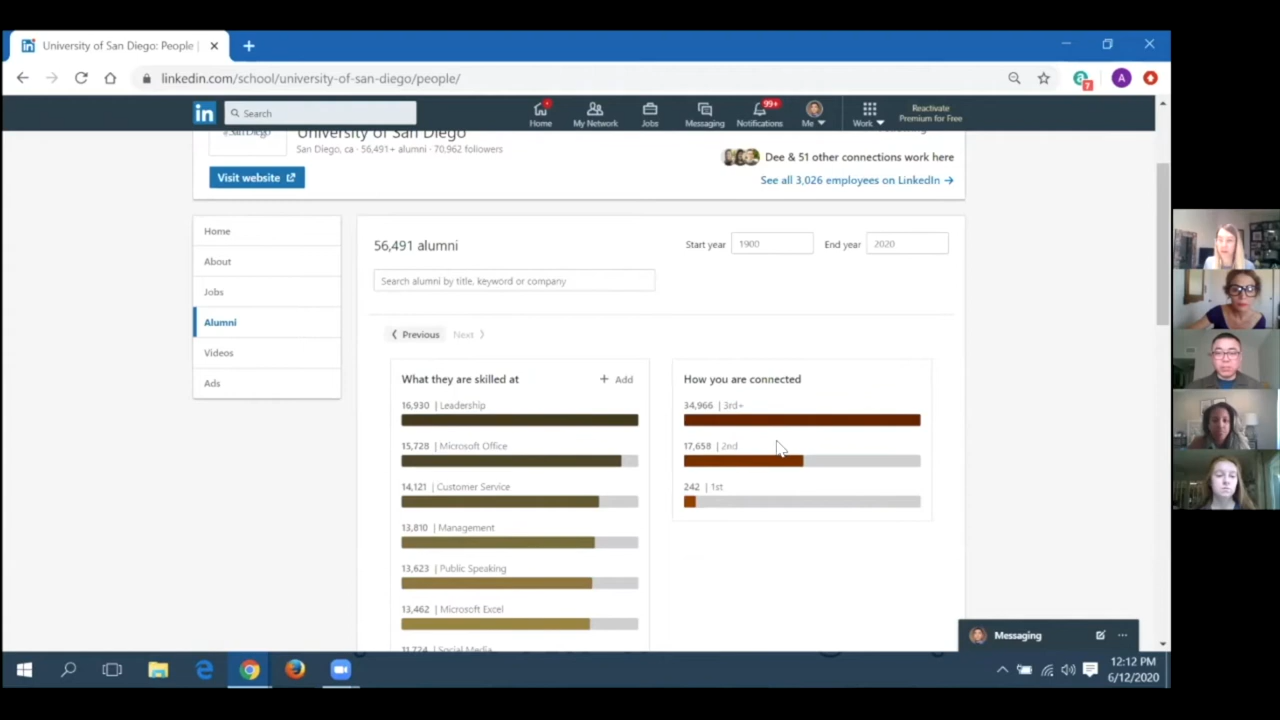 University of San Diego: People |
linkedin.com/school/university-of-san-diego/people/
7
A
in
Search
Home
My Network
Jobs
Messaging
99+
Notifications
Me
Work
Reactivate
Premium for Free
University of San Diego
San Diego, ca · 56,491+ alumni · 70,962 followers
Visit website
Dee & 51 other connections work here
See all 3,026 employees on LinkedIn →
Home
About
Jobs
Alumni
Videos
Ads
56,491 alumni
Start year 1900 End year 2020
Search alumni by title, keyword or company
Previous Next
What they are skilled at + Add
16,930 | Leadership
15,728 | Microsoft Office
14,121 | Customer Service
13,810 | Management
13,623 | Public Speaking
13,462 | Microsoft Excel
11,724 | Social Media
How you are connected
34,966 | 3rd+
17,658 | 2nd
242 | 1st
Messaging
12:12 PM
6/12/2020